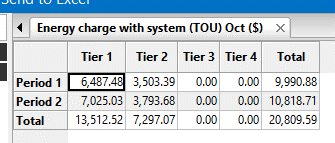 Send to Excel
Energy charge with system (TOU) Oct ($)
Tier 1 Tier 2 Tier 3 Tier 4 Total
Period 1 6,487.48 3,503.39 0.00 0.00 9,990.88
Period 2 7,025.03 3,793.68 0.00 0.00 10,818.71
Total 13,512.52 7,297.07 0.00 0.00 20,809.59